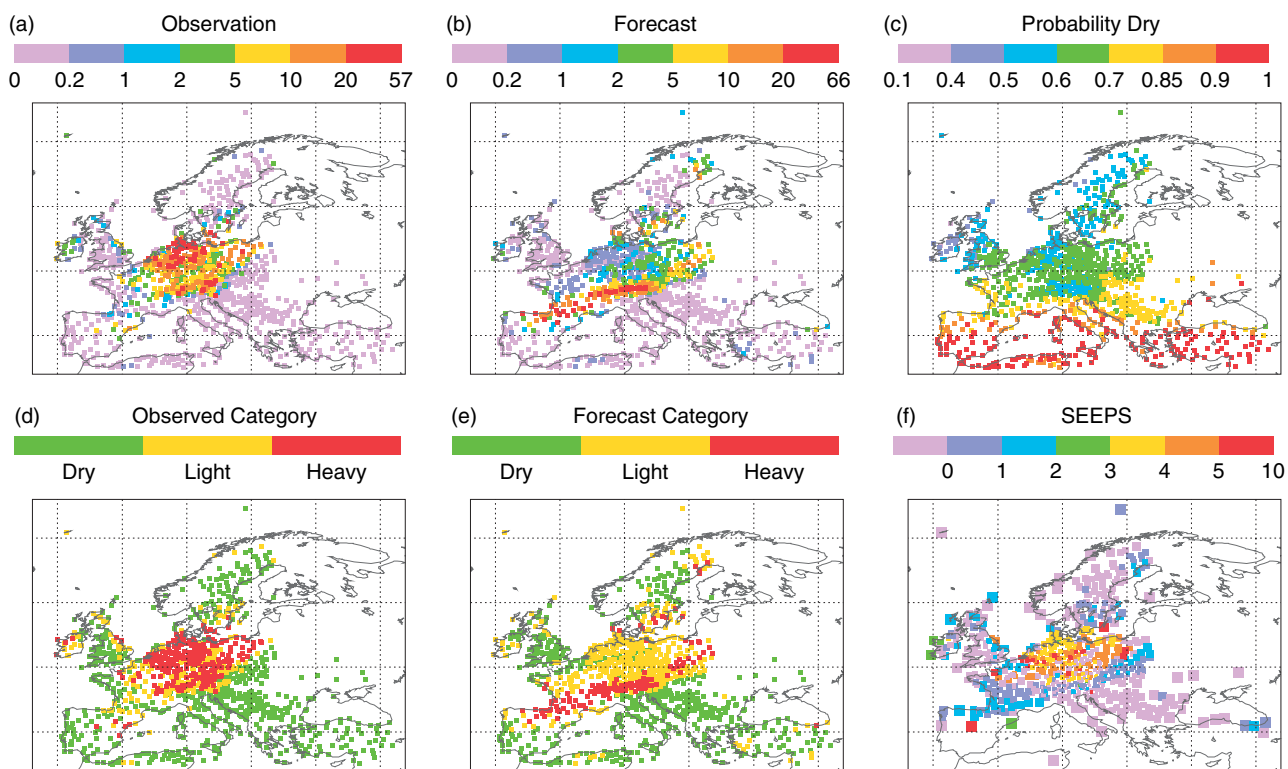 (a) Observation
0 0.2 1 2 5 10 20 57
(b) Forecast
0 0.2 1 2 5 10 20 66
(c) Probability Dry
0.1 0.4 0.5 0.6 0.7 0.85 0.9 1
(d) Observed Category
Dry Light Heavy
(e) Forecast Category
Dry Light Heavy
(f) SEEPS
0 1 2 3 4 5 10